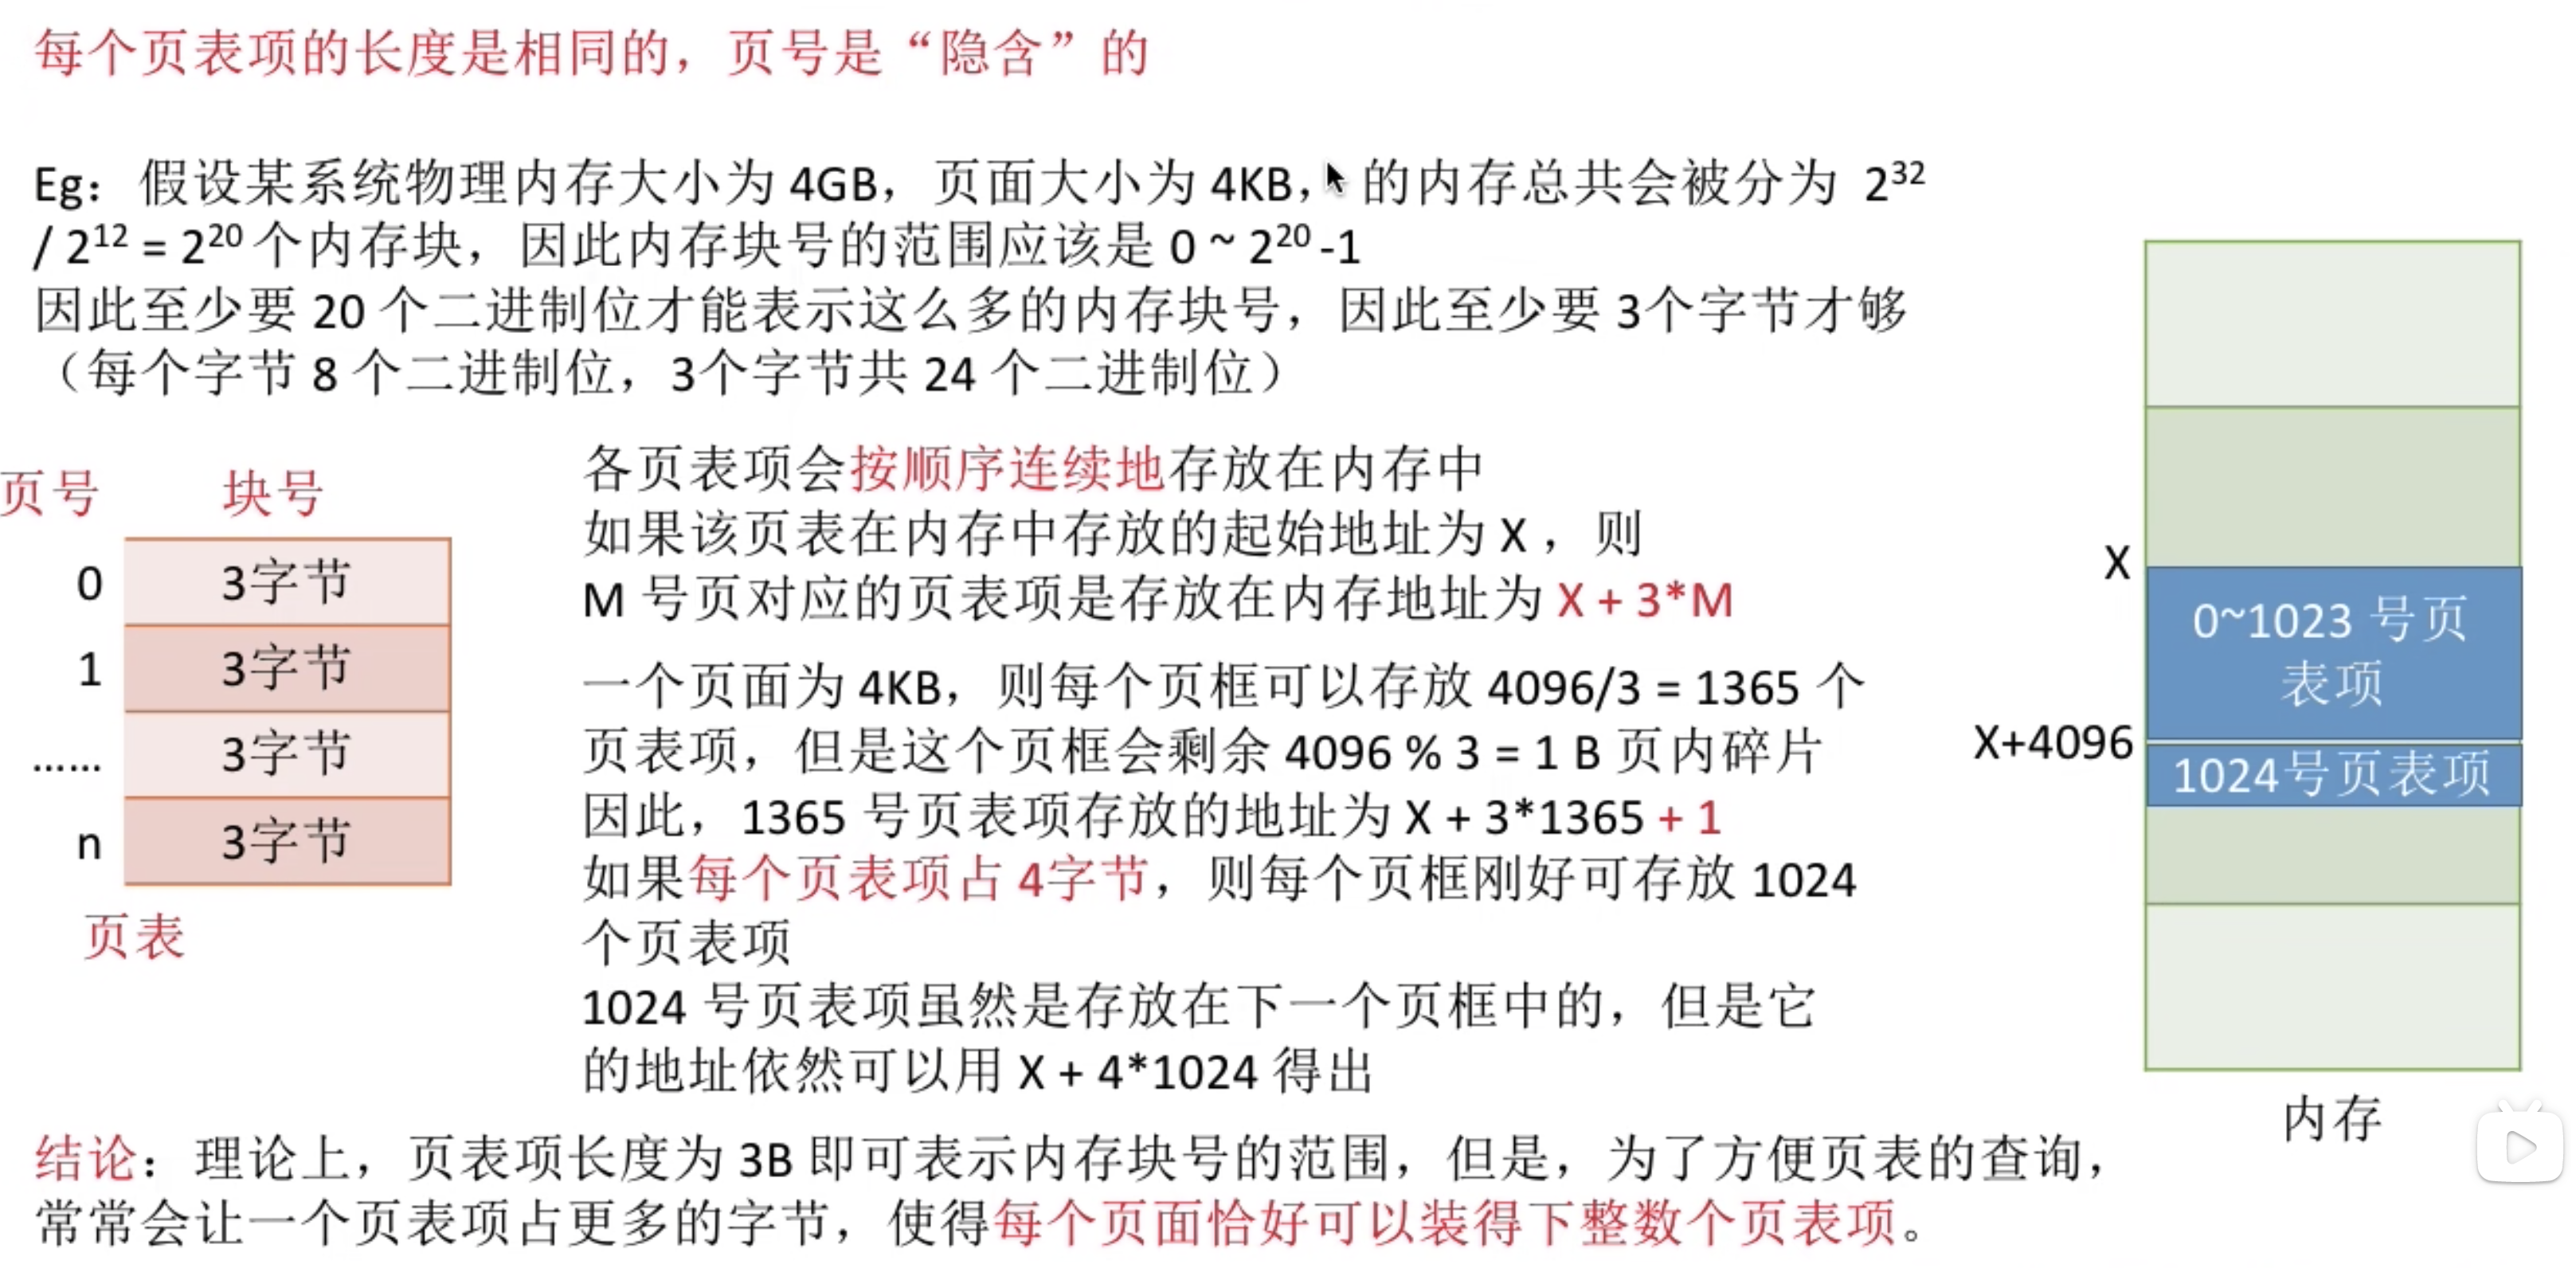 每个页表项的长度是相同的，页号是“隐含”的
Eg：假设某系统物理内存大小为 4GB，页面大小为 4KB， 的内存总共会被分为 2³²
/ 2¹² = 2²⁰ 个内存块，因此内存块号的范围应该是 0 ~ 2²⁰ -1
因此至少要 20 个二进制位才能表示这么多的内存块号，因此至少要 3个字节才够
（每个字节 8 个二进制位，3个字节共 24 个二进制位）
页号 块号
0 3字节
1 3字节
…… 3字节
n 3字节
页表
各页表项会按顺序连续地存放在内存中
如果该页表在内存中存放的起始地址为 X ，则
M 号页对应的页表项是存放在内存地址为 X + 3*M
一个页面为 4KB，则每个页框可以存放 4096/3 = 1365 个
页表项，但是这个页框会剩余 4096 % 3 = 1 B 页内碎片
因此，1365 号页表项存放的地址为 X + 3*1365 + 1
如果每个页表项占 4字节，则每个页框刚好可存放 1024
个页表项
1024 号页表项虽然是存放在下一个页框中的，但是它
的地址依然可以用 X + 4*1024 得出
X
0~1023 号页
表项
X+4096
1024号页表项
内存
结论：理论上，页表项长度为 3B 即可表示内存块号的范围，但是，为了方便页表的查询，
常常会让一个页表项占更多的字节，使得每个页面恰好可以装得下整数个页表项。